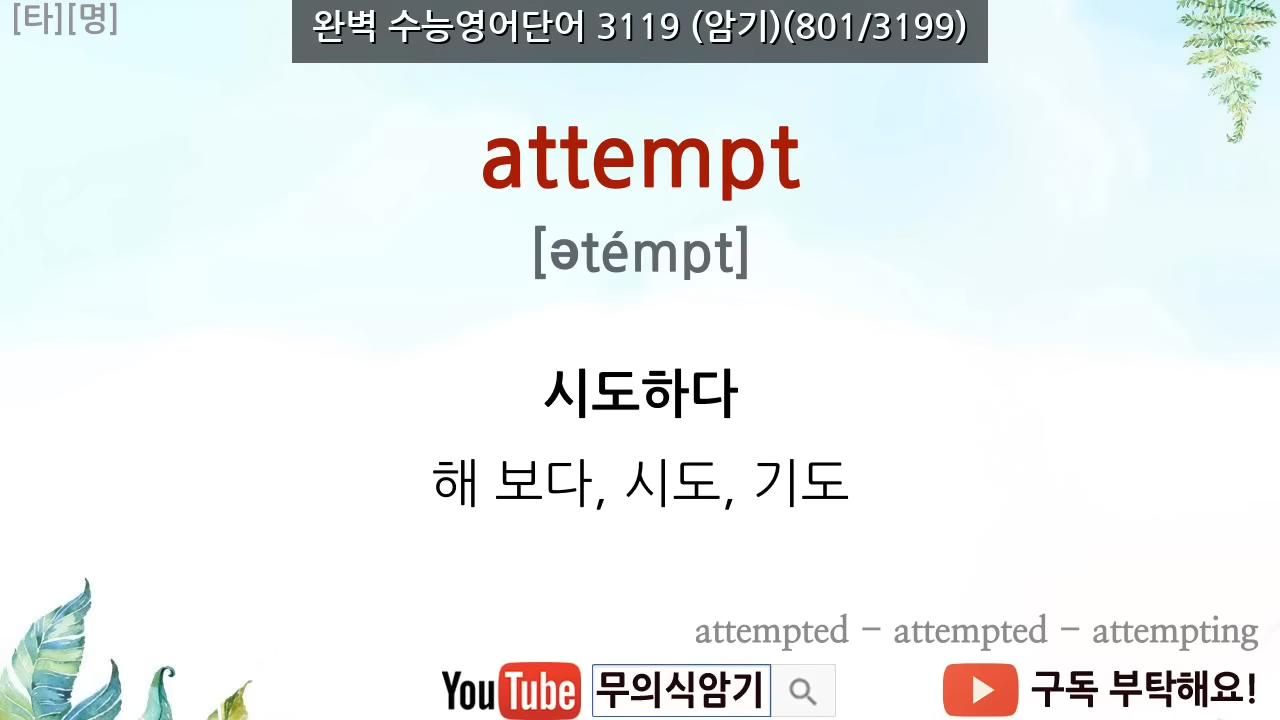 [타][명]
완벽 수능영어단어 3119 (암기)(801/3199)
attempt
[ətémpt]
시도하다
해 보다, 시도, 기도
attempted - attempted - attempting
YouTube 무의식암기 구독 부탁해요!